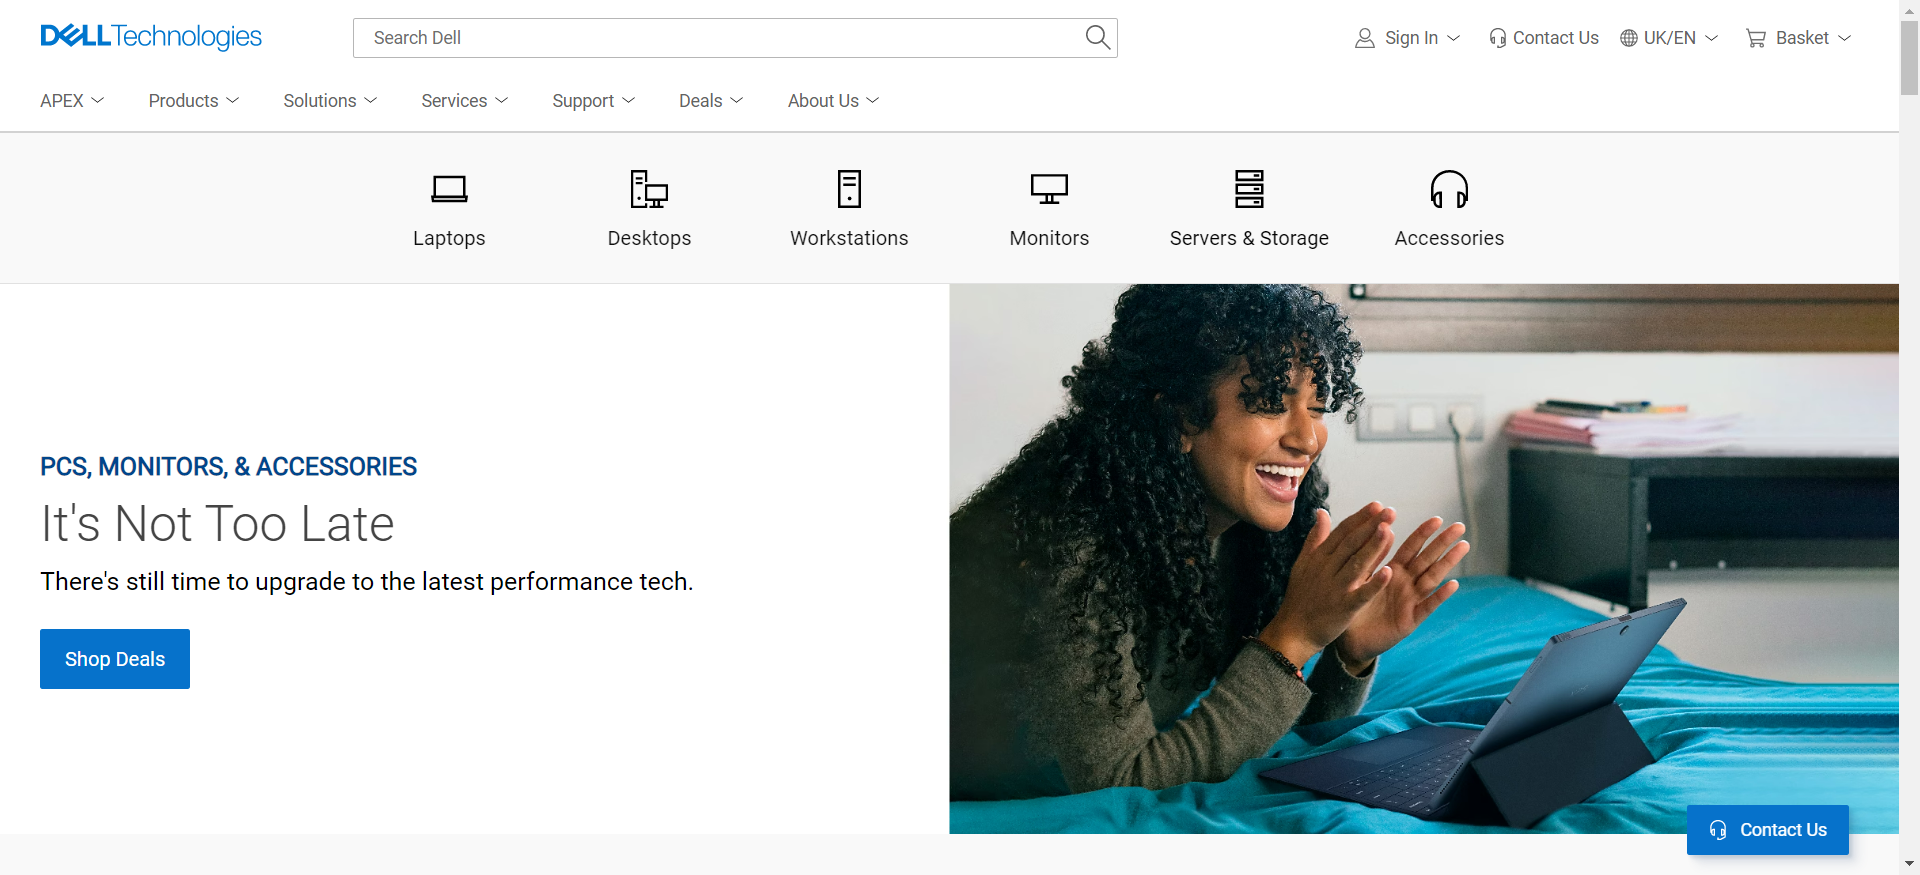 DELLTechnologies
Search Dell
Sign In
Contact Us
UK/EN
Basket
APEX
Products
Solutions
Services
Support
Deals
About Us
Laptops
Desktops
Workstations
Monitors
Servers & Storage
Accessories
PCS, MONITORS, & ACCESSORIES
It's Not Too Late
There's still time to upgrade to the latest performance tech.
Shop Deals
Contact Us